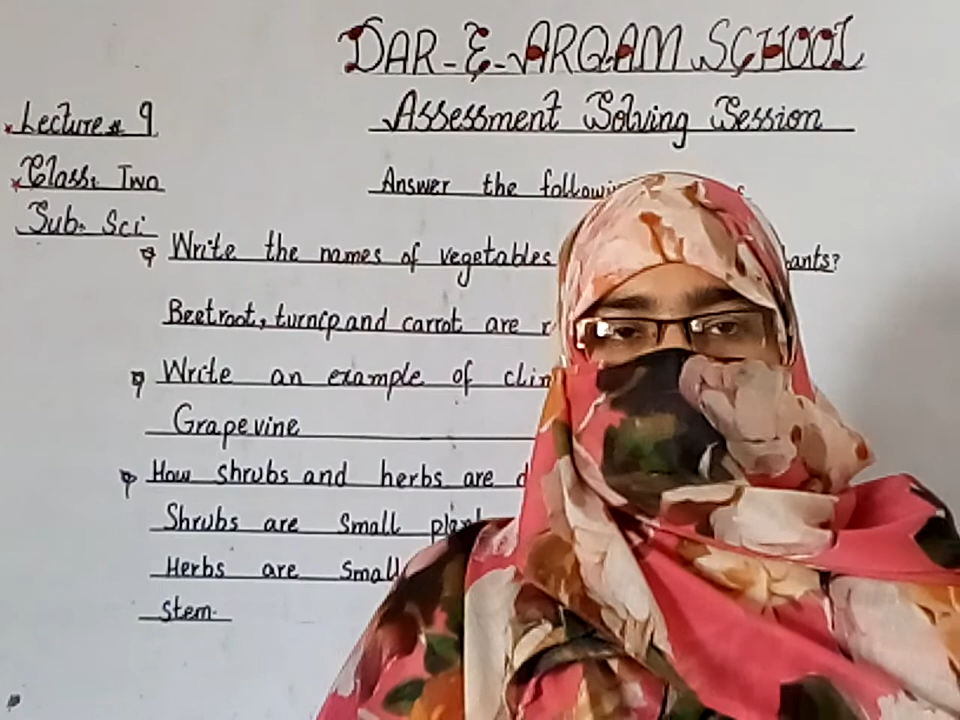 DAR-E-ARQAM SCHOOL
Lecture # 9
Assessment Solving Session
Class: Two
Answer the
Sub: Sci
Write the names of vegetables
Beetroot, turnip and carrot are
Write an example of
Grapevine
How shrubs and herbs are
Shrubs are small
Herbs are small
stem.